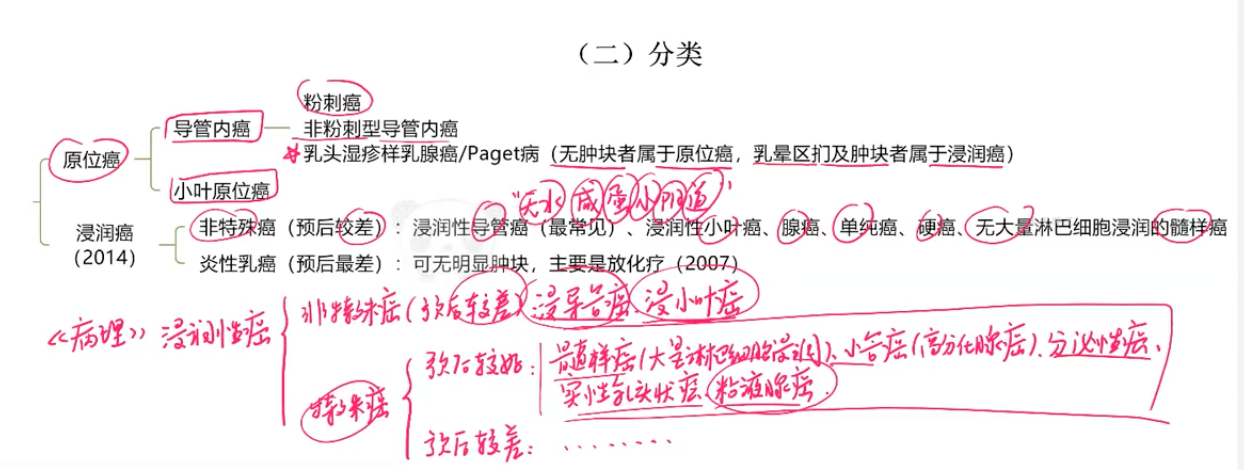 （二）分类
粉刺癌
导管内癌
非粉刺型导管内癌
原位癌
乳头湿疹样乳腺癌/Paget病（无肿块者属于原位癌，乳晕区扪及肿块者属于浸润癌）
小叶原位癌
小阴道"
浸润癌
（2014）
非特殊癌（预后较差）：浸润性导管癌（最常见）、浸润性小叶癌、腺癌、单纯癌、硬癌、无大量淋巴细胞浸润的髓样癌
炎性乳癌（预后最差）：可无明显肿块，主要是放化疗（2007）
《病理》浸润性癌
非特殊癌（预后较差）浸导管癌、浸小叶癌
特殊癌
预后较好：髓样癌（大量淋巴细胞浸润）、小管癌（高分化腺癌）、分泌性癌、
实性乳头状癌、粘液腺癌.
预后较差：........